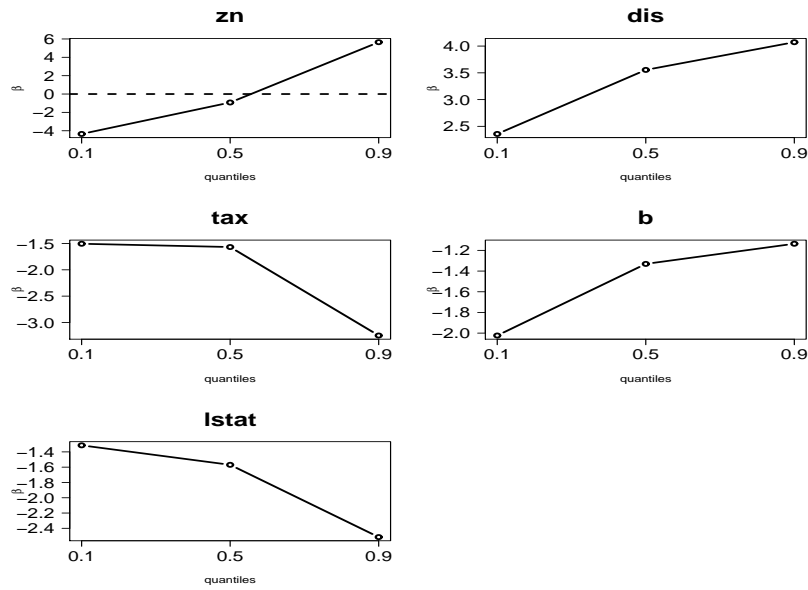 zn
6
4
2
0
−2
−4
β
0.1 0.5 0.9
quantiles
dis
4.0
3.5
3.0
2.5
β
0.1 0.5 0.9
quantiles
tax
−1.5
−2.0
−2.5
−3.0
β
0.1 0.5 0.9
quantiles
b
−1.2
−1.4
−1.6
−1.8
−2.0
β
0.1 0.5 0.9
quantiles
lstat
−1.4
−1.6
−1.8
−2.0
−2.2
−2.4
β
0.1 0.5 0.9
quantiles